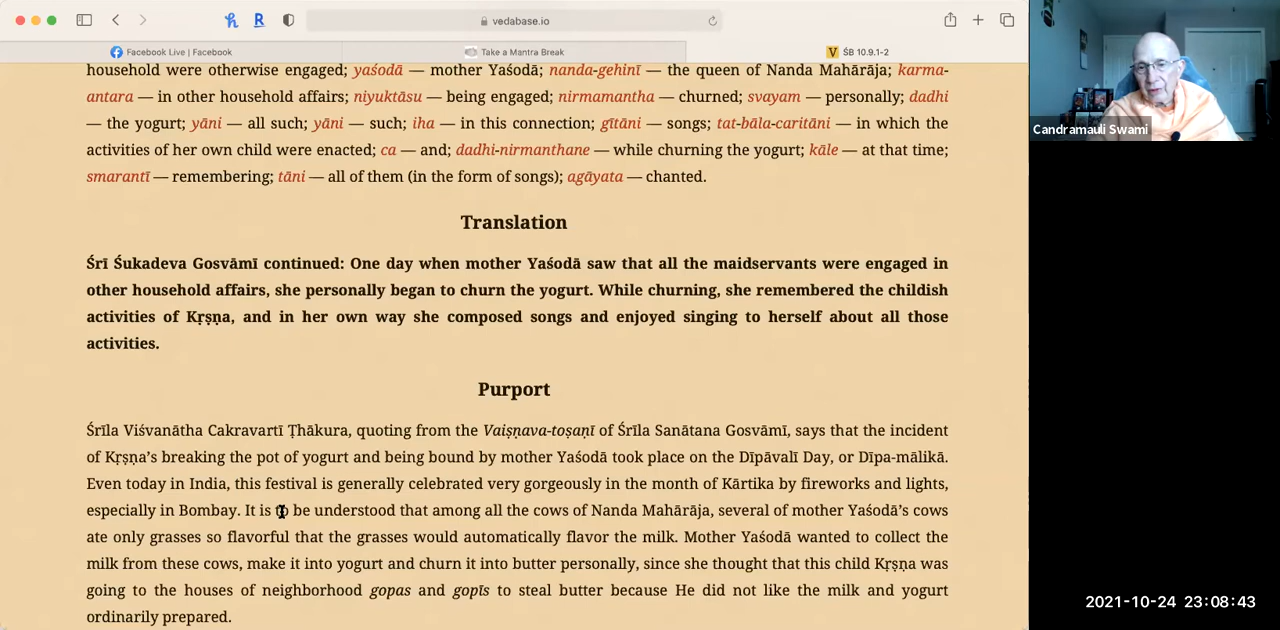 vedabase.io
Facebook Live | Facebook
Take a Mantra Break
V ŚB 10.9.1-2
household were otherwise engaged; yaśodā — mother Yaśodā; nanda-gehinī — the queen of Nanda Mahārāja; karma-
antara — in other household affairs; niyuktāsu — being engaged; nirmamantha — churned; svayam — personally; dadhi
— the yogurt; yāni — all such; yāni — such; iha — in this connection; gītāni — songs; tat-bāla-caritāni — in which the
activities of her own child were enacted; ca — and; dadhi-nirmanthane — while churning the yogurt; kāle — at that time;
smarantī — remembering; tāni — all of them (in the form of songs); agāyata — chanted.
Translation
Śrī Śukadeva Gosvāmī continued: One day when mother Yaśodā saw that all the maidservants were engaged in
other household affairs, she personally began to churn the yogurt. While churning, she remembered the childish
activities of Kṛṣṇa, and in her own way she composed songs and enjoyed singing to herself about all those
activities.
Purport
Śrīla Viśvanātha Cakravartī Ṭhākura, quoting from the Vaiṣṇava-toṣaṇī of Śrīla Sanātana Gosvāmī, says that the incident
of Kṛṣṇa’s breaking the pot of yogurt and being bound by mother Yaśodā took place on the Dīpāvalī Day, or Dīpa-mālikā.
Even today in India, this festival is generally celebrated very gorgeously in the month of Kārtika by fireworks and lights,
especially in Bombay. It is to be understood that among all the cows of Nanda Mahārāja, several of mother Yaśodā’s cows
ate only grasses so flavorful that the grasses would automatically flavor the milk. Mother Yaśodā wanted to collect the
milk from these cows, make it into yogurt and churn it into butter personally, since she thought that this child Kṛṣṇa was
going to the houses of neighborhood gopas and gopīs to steal butter because He did not like the milk and yogurt
ordinarily prepared.
Candramauli Swami
2021-10-24 23:08:43